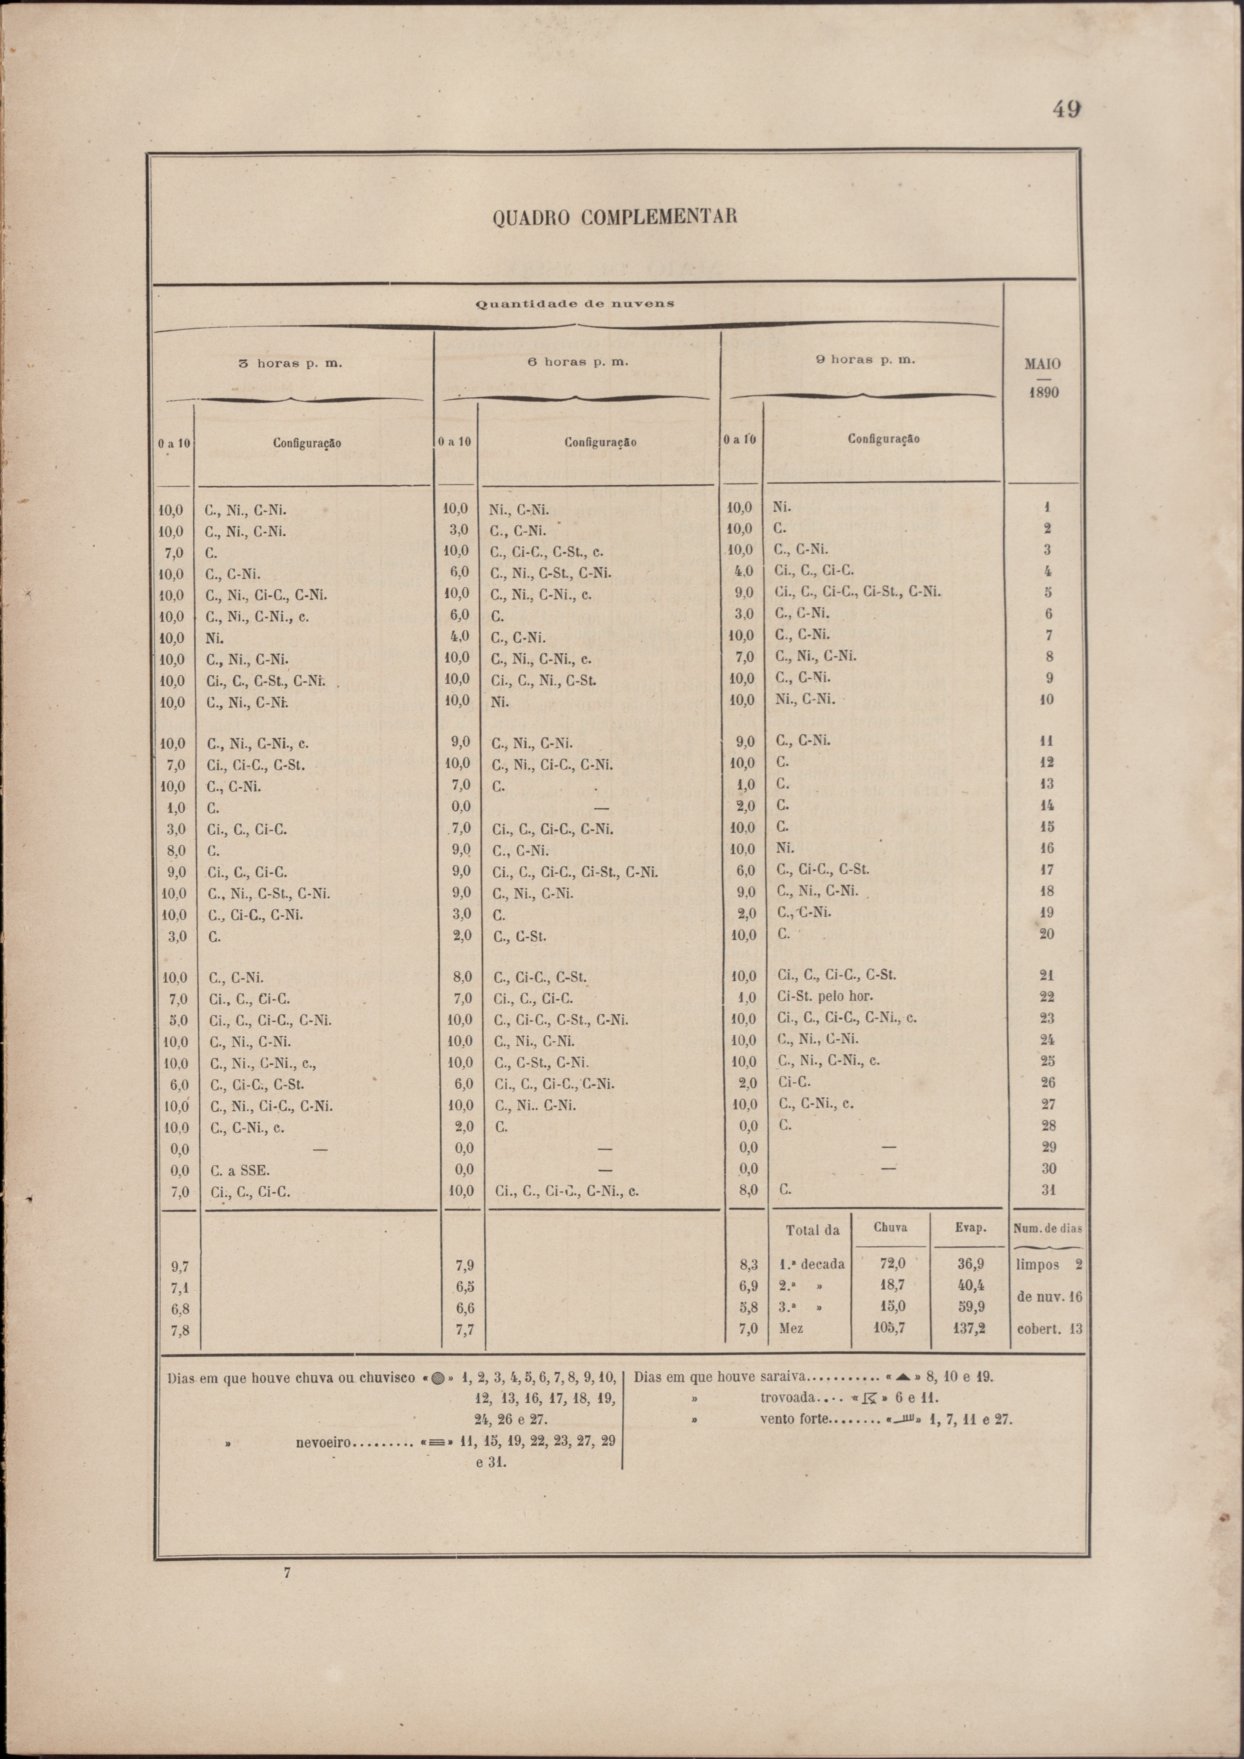 49
QUADRO COMPLEMENTAR
Quantidade de nuvens
3 horas p. m. 6 horas p. m. 9 horas p. m. MAIO
1890
0 a 10 Configuração 0 a 10 Configuração 0 a 10 Configuração
10,0 C., Ni., C-Ni. 10,0 Ni., C-Ni. 10,0 Ni. 1
10,0 C., Ni., C-Ni. 3,0 C., C-Ni. 10,0 C. 2
7,0 C. 10,0 C., Ci-C., C-St., c. 10,0 C., C-Ni. 3
10,0 C., C-Ni. 6,0 C., Ni., C-St., C-Ni. 4,0 Ci., C., Ci-C. 4
10,0 C., Ni., Ci-C., C-Ni. 10,0 C., Ni., C-Ni., c. 9,0 Ci., C., Ci-C., Ci-St., C-Ni. 5
10,0 C., Ni., C-Ni., c. 6,0 C. 3,0 C., C-Ni. 6
10,0 Ni. 4,0 C., C-Ni. 10,0 C., C-Ni. 7
10,0 C., Ni., C-Ni. 10,0 C., Ni., C-Ni., c. 7,0 C., Ni., C-Ni. 8
10,0 Ci., C., C-St., C-Ni. 10,0 Ci., C., Ni., C-St. 10,0 C., C-Ni. 9
10,0 C., Ni., C-Ni. 10,0 Ni. 10,0 Ni., C-Ni. 10
10,0 C., Ni., C-Ni., c. 9,0 C., Ni., C-Ni. 9,0 C., C-Ni. 11
7,0 Ci., Ci-C., C-St. 10,0 C., Ni., Ci-C., C-Ni. 10,0 C. 12
10,0 C., C-Ni. 7,0 C. 1,0 C. 13
1,0 C. 0,0 — 2,0 C. 14
3,0 Ci., C., Ci-C. 7,0 Ci., C., Ci-C., C-Ni. 10,0 C. 15
8,0 C. 9,0 C., C-Ni. 10,0 Ni. 16
9,0 Ci., C., Ci-C. 9,0 Ci., C., Ci-C., Ci-St., C-Ni. 6,0 C., Ci-C., C-St. 17
10,0 C., Ni., C-St., C-Ni. 9,0 C., Ni., C-Ni. 9,0 C., Ni., C-Ni. 18
10,0 C., Ci-C., C-Ni. 3,0 C. 2,0 C., C-Ni. 19
3,0 C. 2,0 C., C-St. 10,0 C. 20
10,0 C., C-Ni. 8,0 C., Ci-C., C-St. 10,0 Ci., C., Ci-C., C-St. 21
7,0 Ci., C., Ci-C. 7,0 Ci., C., Ci-C. 1,0 Ci-St. pelo hor. 22
5,0 Ci., C., Ci-C., C-Ni. 10,0 C., Ci-C., C-St., C-Ni. 10,0 Ci., C., Ci-C., C-Ni., c. 23
10,0 C., Ni., C-Ni. 10,0 C., Ni., C-Ni. 10,0 C., Ni., C-Ni. 24
10,0 C., Ni., C-Ni., c., 10,0 C., C-St., C-Ni. 10,0 C., Ni., C-Ni., c. 25
6,0 C., Ci-C., C-St. 6,0 Ci., C., Ci-C., C-Ni. 2,0 Ci-C. 26
10,0 C., Ni., Ci-C., C-Ni. 10,0 C., Ni.. C-Ni. 10,0 C., C-Ni., c. 27
10,0 C., C-Ni., c. 2,0 C. 0,0 C. 28
0,0 — 0,0 — 0,0 — 29
0,0 C. a SSE. 0,0 — 0,0 — 30
7,0 Ci., C., Ci-C. 10,0 Ci., C., Ci-C., C-Ni., c. 8,0 C. 31
Total da Chuva Evap. Num. de dias
9,7 7,9 8,3 1.ª decada 72,0 36,9 limpos 2
7,1 6,5 6,9 2.ª » 18,7 40,4
de nuv. 16
6,8 6,6 5,8 3.ª » 15,0 59,9
7,8 7,7 7,0 Mez 105,7 137,2 cobert. 13
Dias em que houve chuva ou chuvisco «●» 1, 2, 3, 4, 5, 6, 7, 8, 9, 10,
12, 13, 16, 17, 18, 19,
24, 26 e 27.
» nevoeiro......... «≡» 11, 15, 19, 22, 23, 27, 29
e 31.
Dias em que houve saraiva........... «▲» 8, 10 e 19.
» trovoada.... «☈» 6 e 11.
» vento forte........ «» 1, 7, 11 e 27.
7